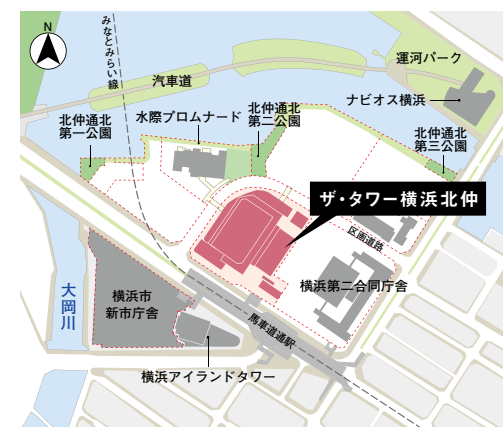 N
みなとみらい線
運河パーク
汽車道
ナビオス横浜
北仲通北
第一公園
水際プロムナード
北仲通北
第二公園
北仲通北
第三公園
ザ・タワー横浜北仲
区画道路
大岡川
横浜市
新市庁舎
横浜第二合同庁舎
馬車道通駅
横浜アイランドタワー